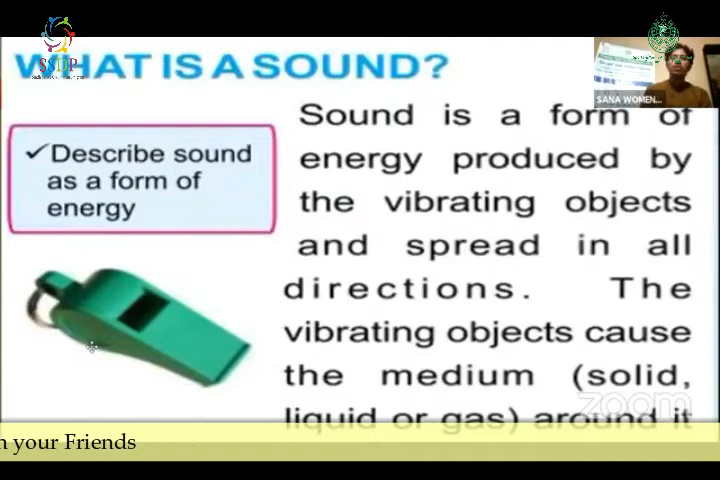 WHAT IS A SOUND?
SSDP
SANA WOMEN...
✓Describe sound
as a form of
energy
Sound is a form of
energy produced by
the vibrating objects
and spread in all
directions. The
vibrating objects cause
the medium (solid,
liquid or gas) around it
zoom
your Friends